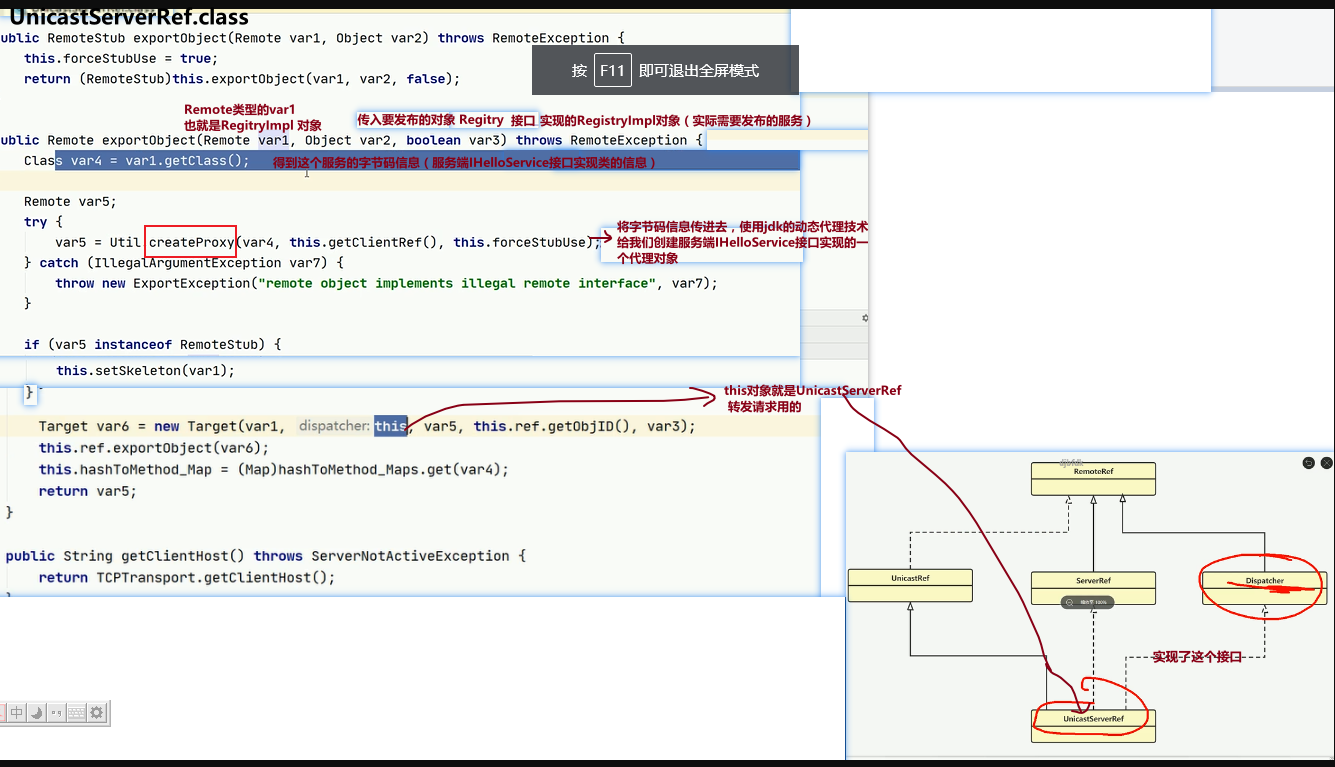 UnicastServerRef.class
ublic RemoteStub exportObject(Remote var1, Object var2) throws RemoteException {
this.forceStubUse = true;
return (RemoteStub)this.exportObject(var1, var2, false);
按 F11 即可退出全屏模式
Remote类型的var1
也就是RegitryImpl 对象
传入要发布的对象 Regitry 接口 实现的RegistryImpl对象（实际需要发布的服务）
ublic Remote exportObject(Remote var1, Object var2, boolean var3) throws RemoteException {
Class var4 = var1.getClass(); 得到这个服务的字节码信息（服务端IHelloService接口实现类的信息）
Remote var5;
try {
var5 = Util.createProxy(var4, this.getClientRef(), this.forceStubUse);
将字节码信息传进去，使用jdk的动态代理技术
给我们创建服务端IHelloService接口实现的一
个代理对象
} catch (IllegalArgumentException var7) {
throw new ExportException("remote object implements illegal remote interface", var7);
}
if (var5 instanceof RemoteStub) {
this.setSkeleton(var1);
}
this对象就是UnicastServerRef
转发请求用的
Target var6 = new Target(var1, dispatcher: this, var5, this.ref.getObjID(), var3);
this.ref.exportObject(var6);
this.hashToMethod_Map = (Map)hashToMethod_Maps.get(var4);
return var5;
}
public String getClientHost() throws ServerNotActiveException {
return TCPTransport.getClientHost();
RemoteRef
UnicastRef
ServerRef
Dispatcher
实现了这个接口
UnicastServerRef
中